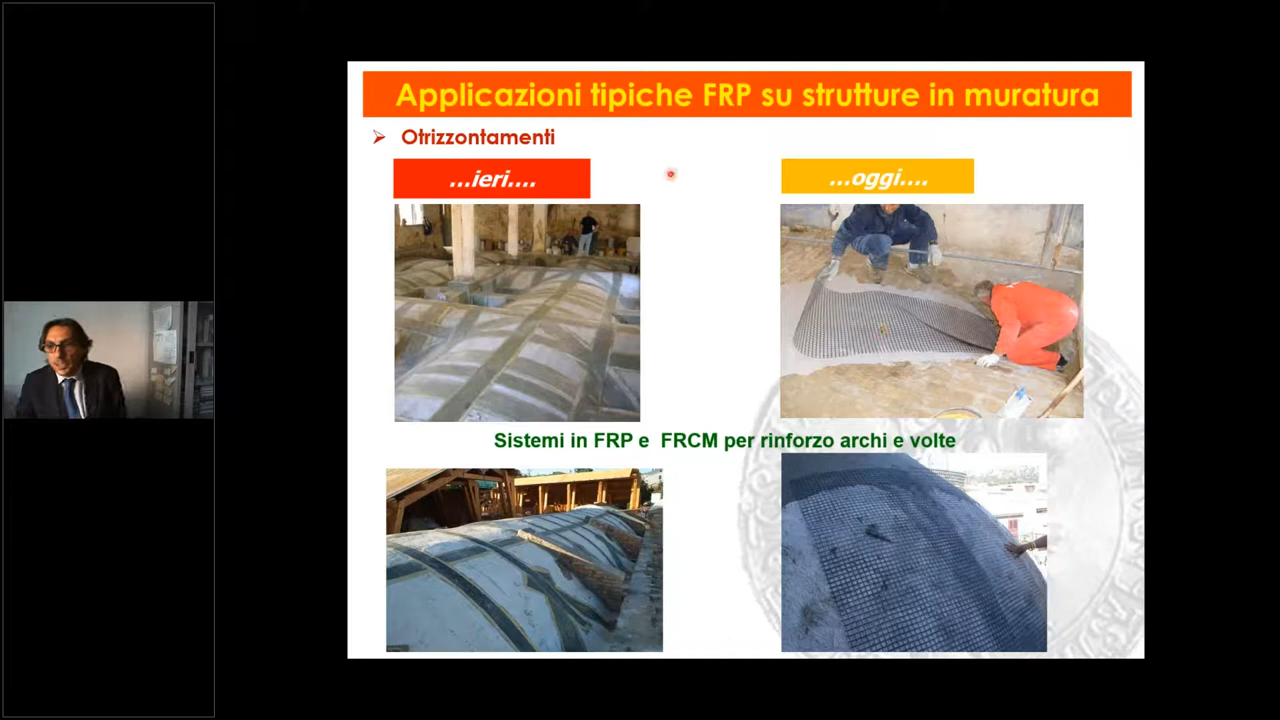 Applicazioni tipiche FRP su strutture in muratura
Otrizzontamenti
...ieri....
...oggi....
Sistemi in FRP e FRCM per rinforzo archi e volte